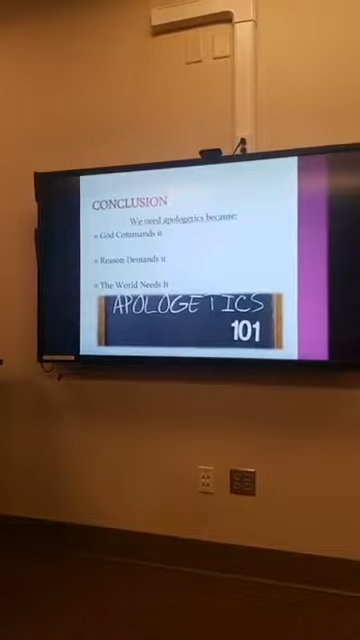 CONCLUSION
We need apologetics because:
God Commands it
Reason Demands it
The World Needs It
APOLOGETICS
101